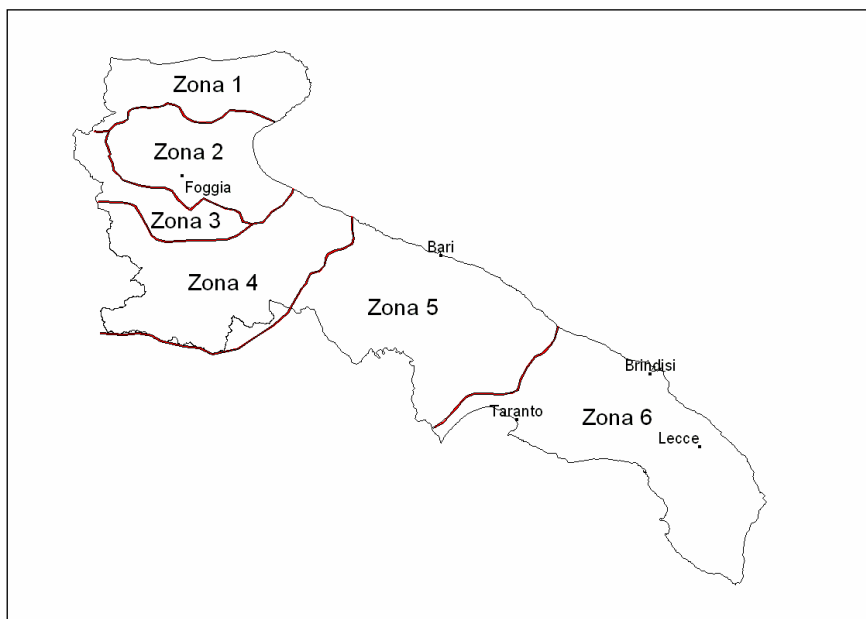 Zona 1
Zona 2
Foggia
Zona 3
Bari
Zona 4
Zona 5
Brindisi
Taranto
Zona 6
Lecce